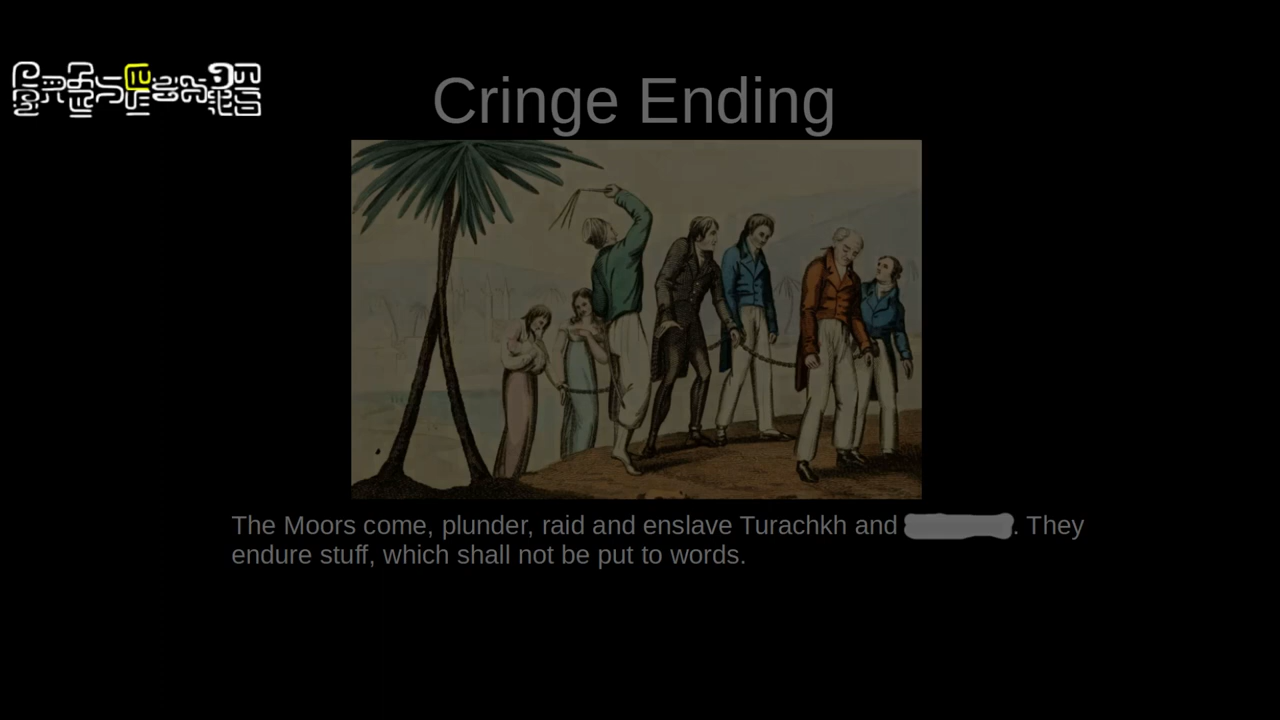 Cringe Ending
The Moors come, plunder, raid and enslave Turachkh and . They
endure stuff, which shall not be put to words.